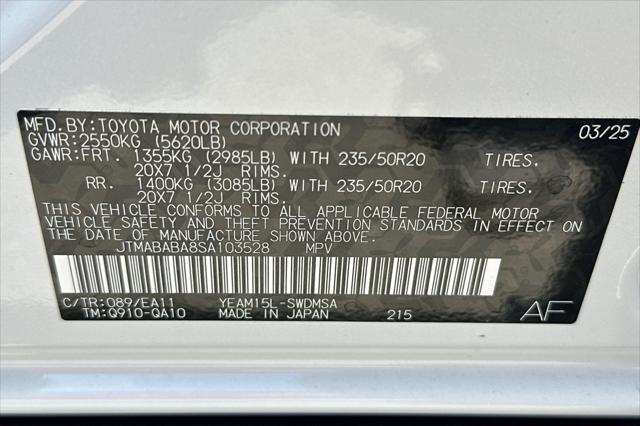 MFD.BY:TOYOTA MOTOR CORPORATION 03/25
GVWR:2550KG (5620LB)
GAWR:FRT. 1355KG (2985LB) WITH 235/50R20 TIRES.
20X7 1/2J RIMS.
RR. 1400KG (3085LB) WITH 235/50R20 TIRES.
20X7 1/2J RIMS.
THIS VEHICLE CONFORMS TO ALL APPLICABLE FEDERAL MOTOR
VEHICLE SAFETY AND THEFT PREVENTION STANDARDS IN EFFECT ON
THE DATE OF MANUFACTURE SHOWN ABOVE.
JTMABABA8SA103528 MPV
C/TR:089/EA11 YEAM15L-SWDMSA
TM:Q910-QA10 MADE IN JAPAN 215 AF